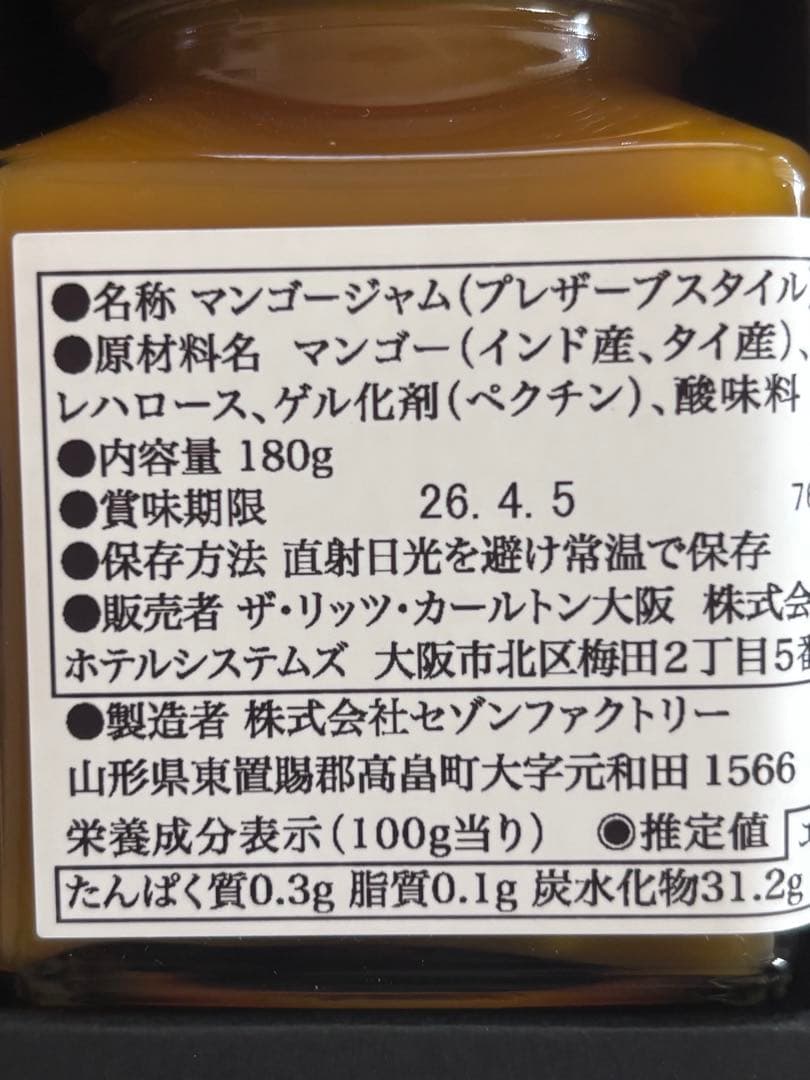 ●名称 マンゴージャム(プレザーブスタイル
●原材料名 マンゴー(インド産、タイ産)、
レハロース、ゲル化剤(ペクチン)、酸味料
●内容量 180g
●賞味期限 26.4.5
●保存方法 直射日光を避け常温で保存
●販売者 ザ・リッツ・カールトン大阪 株式会
ホテルシステムズ 大阪市北区梅田2丁目5番
●製造者 株式会社セゾンファクトリー
山形県東置賜郡高畠町大字元和田1566
栄養成分表示(100g当り) ◉推定値
たんぱく質0.3g 脂質0.1g 炭水化物31.2g